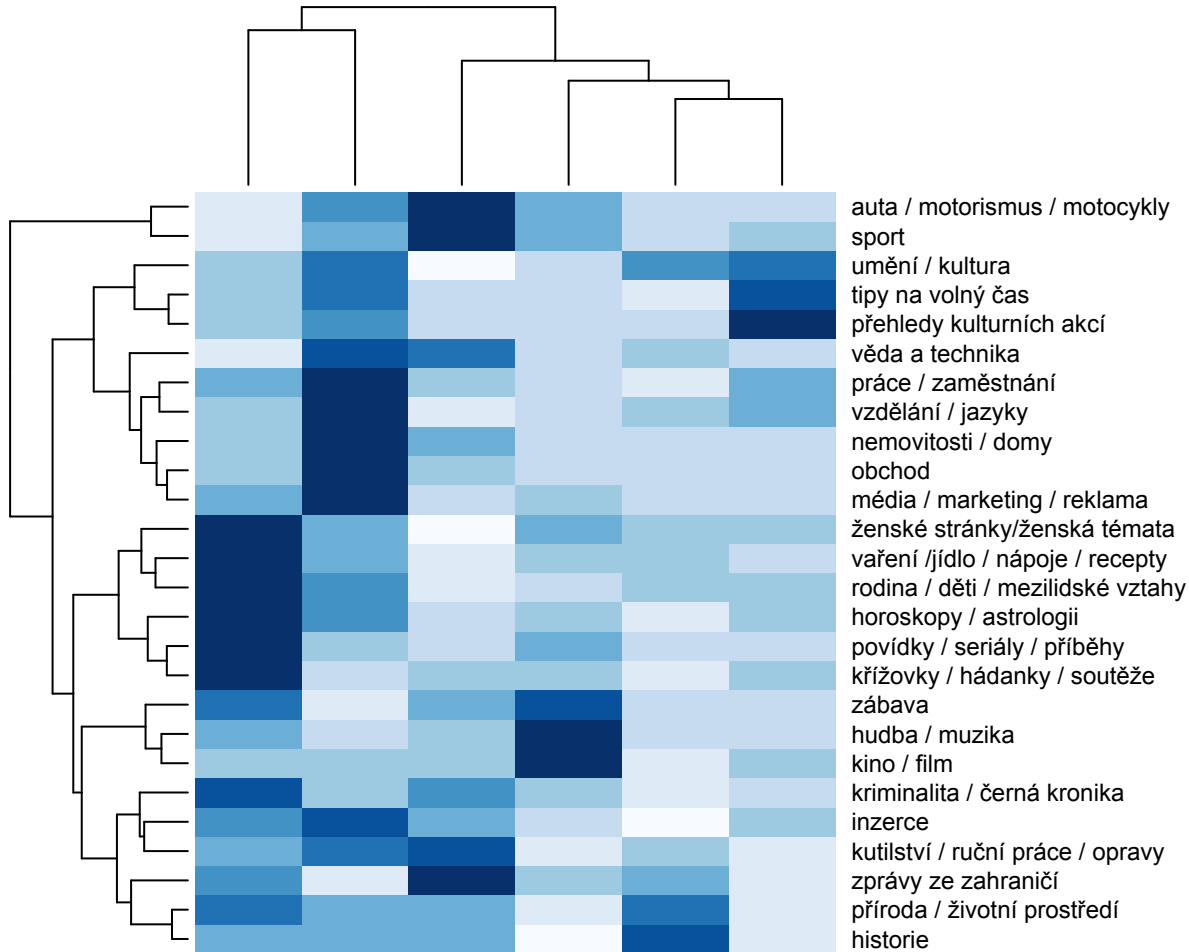 auta / motorismus / motocykly
sport
umění / kultura
tipy na volný čas
přehledy kulturních akcí
věda a technika
práce / zaměstnání
vzdělání / jazyky
nemovitosti / domy
obchod
média / marketing / reklama
ženské stránky/ženská témata
vaření /jídlo / nápoje / recepty
rodina / děti / mezilidské vztahy
horoskopy / astrologii
povídky / seriály / příběhy
křížovky / hádanky / soutěže
zábava
hudba / muzika
kino / film
kriminalita / černá kronika
inzerce
kutilství / ruční práce / opravy
zprávy ze zahraničí
příroda / životní prostředí
historie